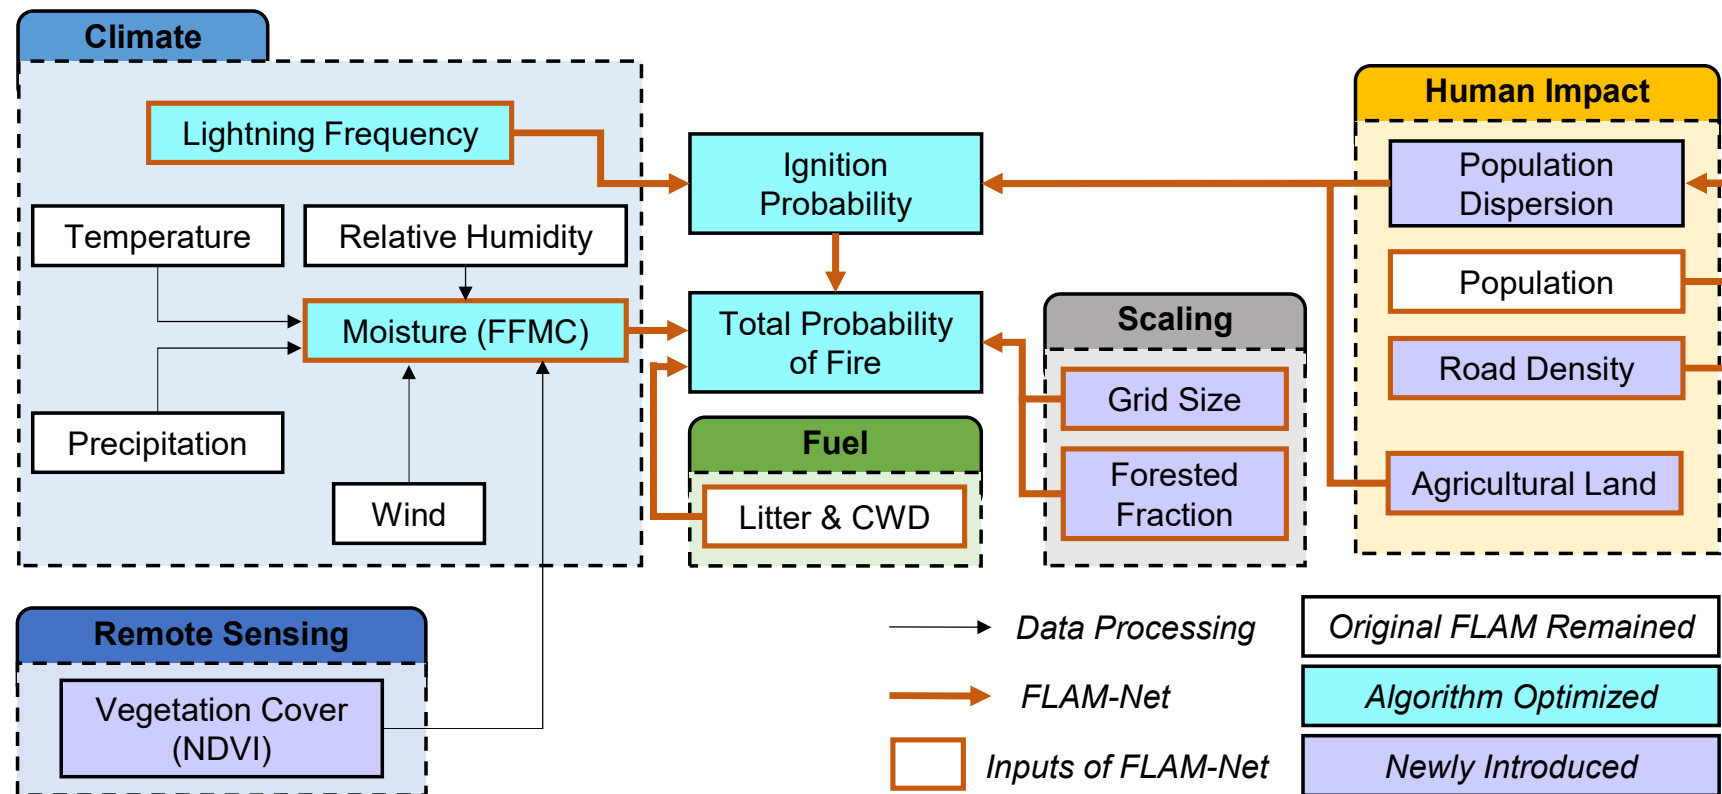 Climate
Lightning Frequency
Temperature
Relative Humidity
Moisture (FFMC)
Precipitation
Wind
Remote Sensing
Vegetation Cover
(NDVI)
Ignition
Probability
Total Probability
of Fire
Fuel
Litter & CWD
Scaling
Grid Size
Forested
Fraction
Human Impact
Population
Dispersion
Population
Road Density
Agricultural Land
Data Processing
FLAM-Net
Inputs of FLAM-Net
Original FLAM Remained
Algorithm Optimized
Newly Introduced